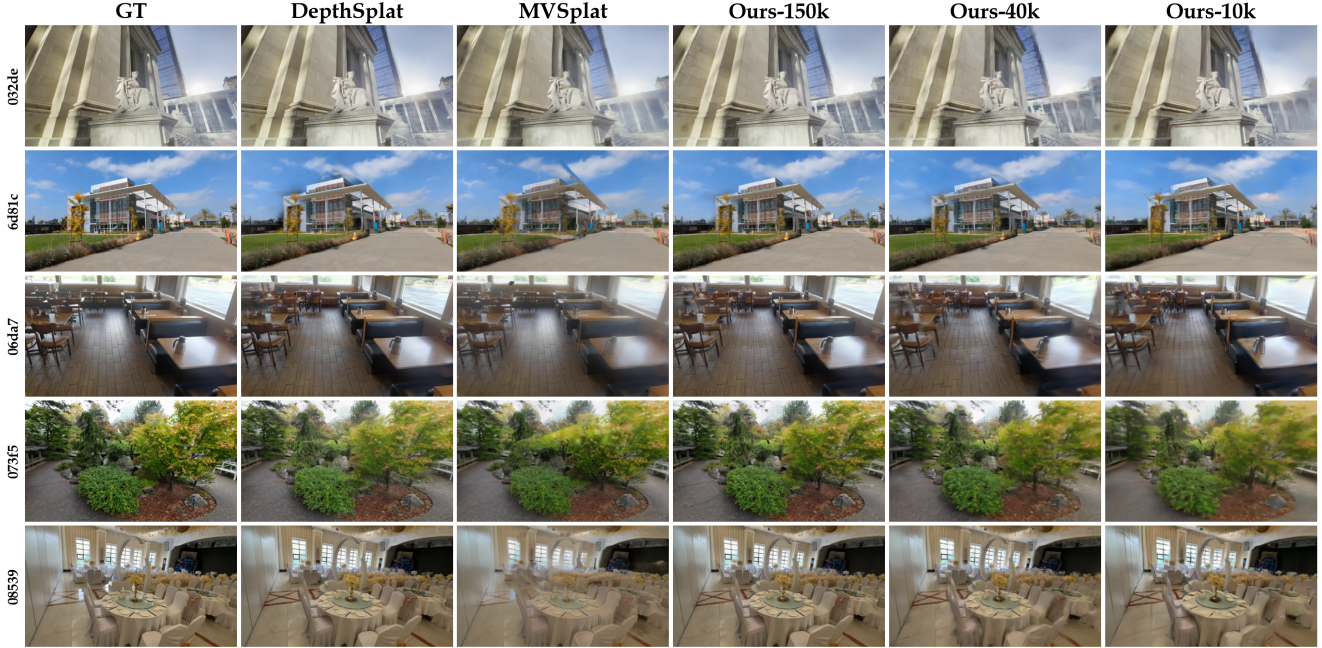 GT DepthSplat MVSplat Ours-150k Ours-40k Ours-10k
032de
6d81c
06da7
073f5
08539